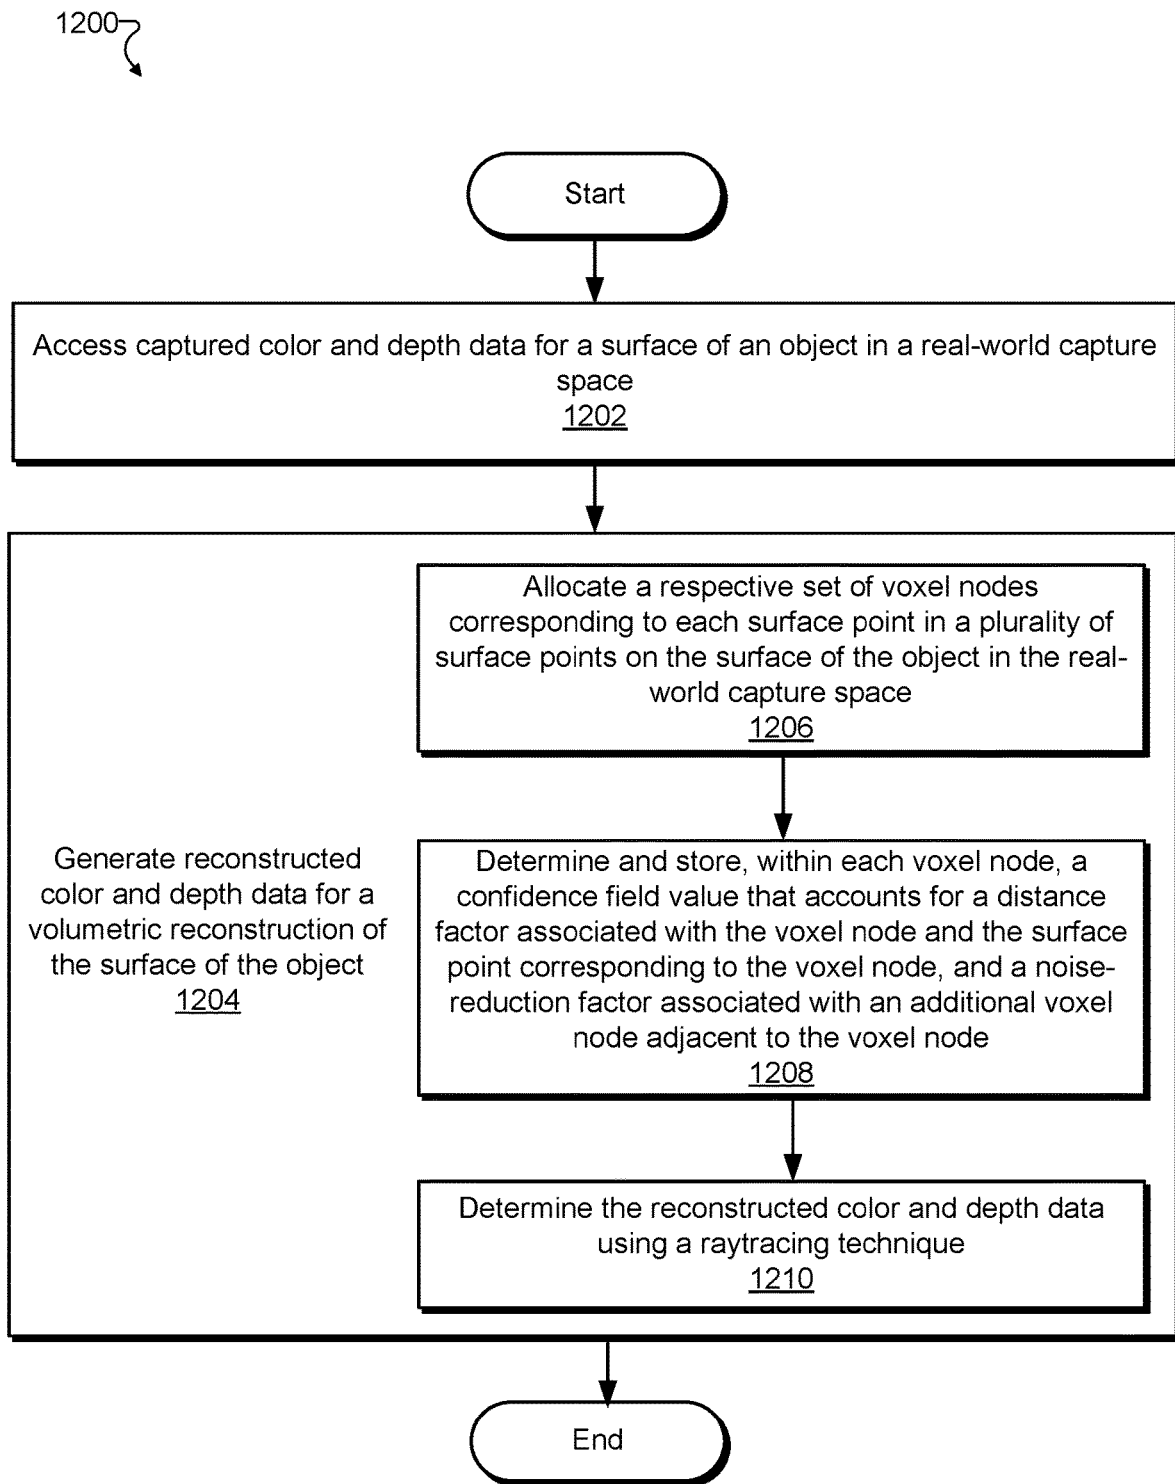 1200
Start
Access captured color and depth data for a surface of an object in a real-world capture
space
1202
Generate reconstructed
color and depth data for a
volumetric reconstruction of
the surface of the object
1204
Allocate a respective set of voxel nodes
corresponding to each surface point in a plurality of
surface points on the surface of the object in the real-
world capture space
1206
Determine and store, within each voxel node, a
confidence field value that accounts for a distance
factor associated with the voxel node and the surface
point corresponding to the voxel node, and a noise-
reduction factor associated with an additional voxel
node adjacent to the voxel node
1208
Determine the reconstructed color and depth data
using a raytracing technique
1210
End